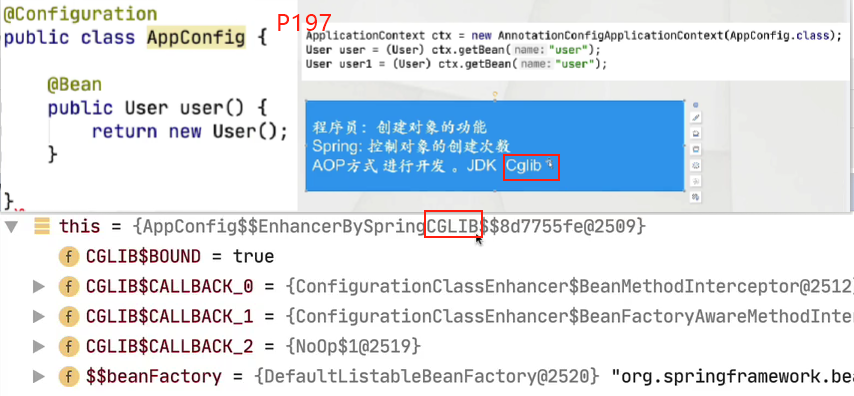 @Configuration
public class AppConfig {
@Bean
public User user() {
return new User();
}
}
P197
ApplicationContext ctx = new AnnotationConfigApplicationContext(AppConfig.class);
User user = (User) ctx.getBean( name: "user");
User user1 = (User) ctx.getBean( name: "user");
程序员：创建对象的功能
Spring: 控制对象的创建次数
AOP方式 进行开发 。JDK Cglib
this = {AppConfig$$EnhancerBySpringCGLIB$$8d7755fe@2509}
f CGLIB$BOUND = true
f CGLIB$CALLBACK_0 = {ConfigurationClassEnhancer$BeanMethodInterceptor@2512}
f CGLIB$CALLBACK_1 = {ConfigurationClassEnhancer$BeanFactoryAwareMethodInter
f CGLIB$CALLBACK_2 = {NoOp$1@2519}
f $$beanFactory = {DefaultListableBeanFactory@2520} "org.springframework.bea